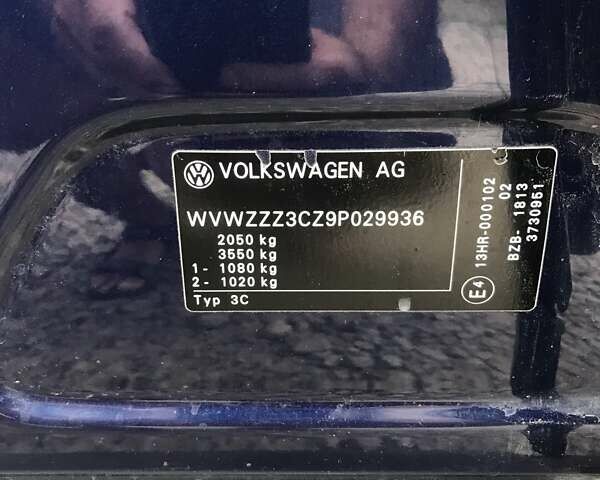 VOLKSWAGEN AG
WVWZZZ3CZ9P029936
2050 kg
3550 kg
1 - 1080 kg
2 - 1020 kg
Typ 3C
E4
13HR-000102
02
BZB- 1813
3730951